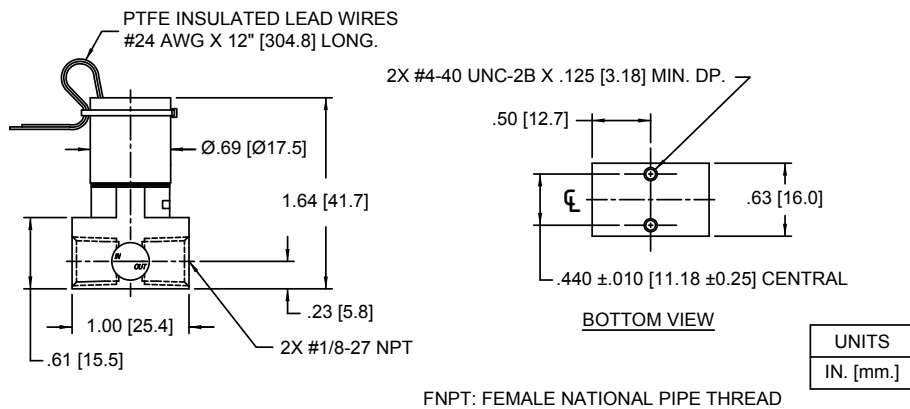 PTFE INSULATED LEAD WIRES
#24 AWG X 12" [304.8] LONG.
2X #4-40 UNC-2B X .125 [3.18] MIN. DP.
.50 [12.7]
Ø.69 [Ø17.5]
1.64 [41.7]
℄
.63 [16.0]
IN
OUT
.440 ±.010 [11.18 ±0.25] CENTRAL
.23 [5.8]
1.00 [25.4]
BOTTOM VIEW
2X #1/8-27 NPT
.61 [15.5]
UNITS
IN. [mm.]
FNPT: FEMALE NATIONAL PIPE THREAD